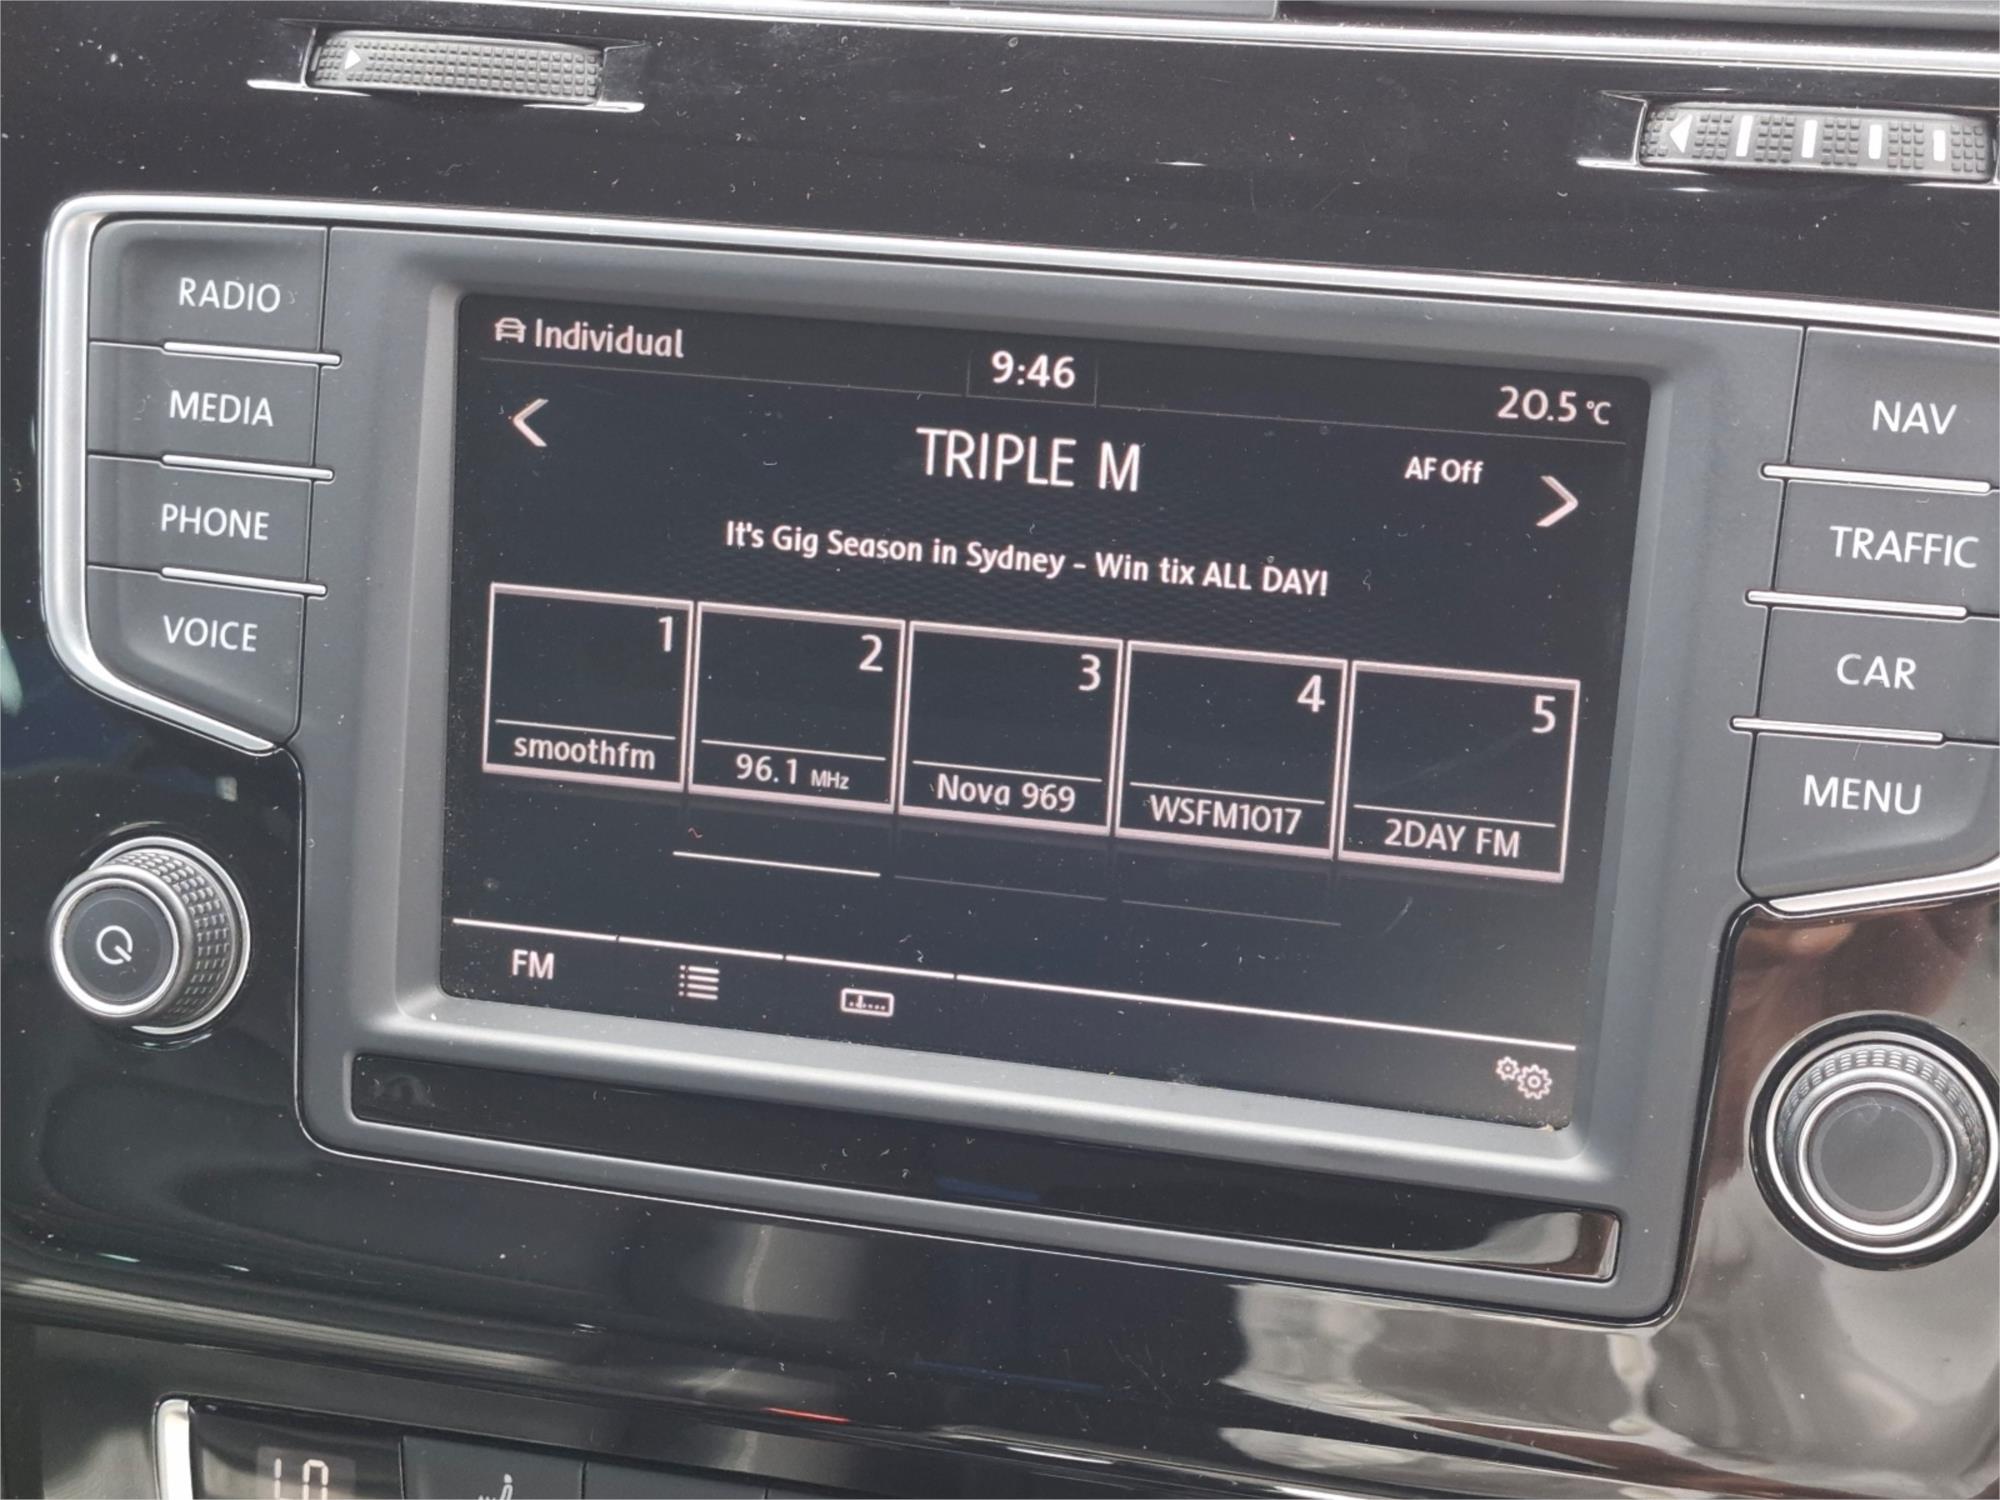 RADIO
MEDIA
PHONE
VOICE
Individual
9:46
20.5 °C
TRIPLE M
AF Off
It's Gig Season in Sydney - Win tix ALL DAY!
1
smoothfm
2
96.1 MHz
3
Nova 969
4
WSFM1017
5
2DAY FM
FM
NAV
TRAFFIC
CAR
MENU
LO